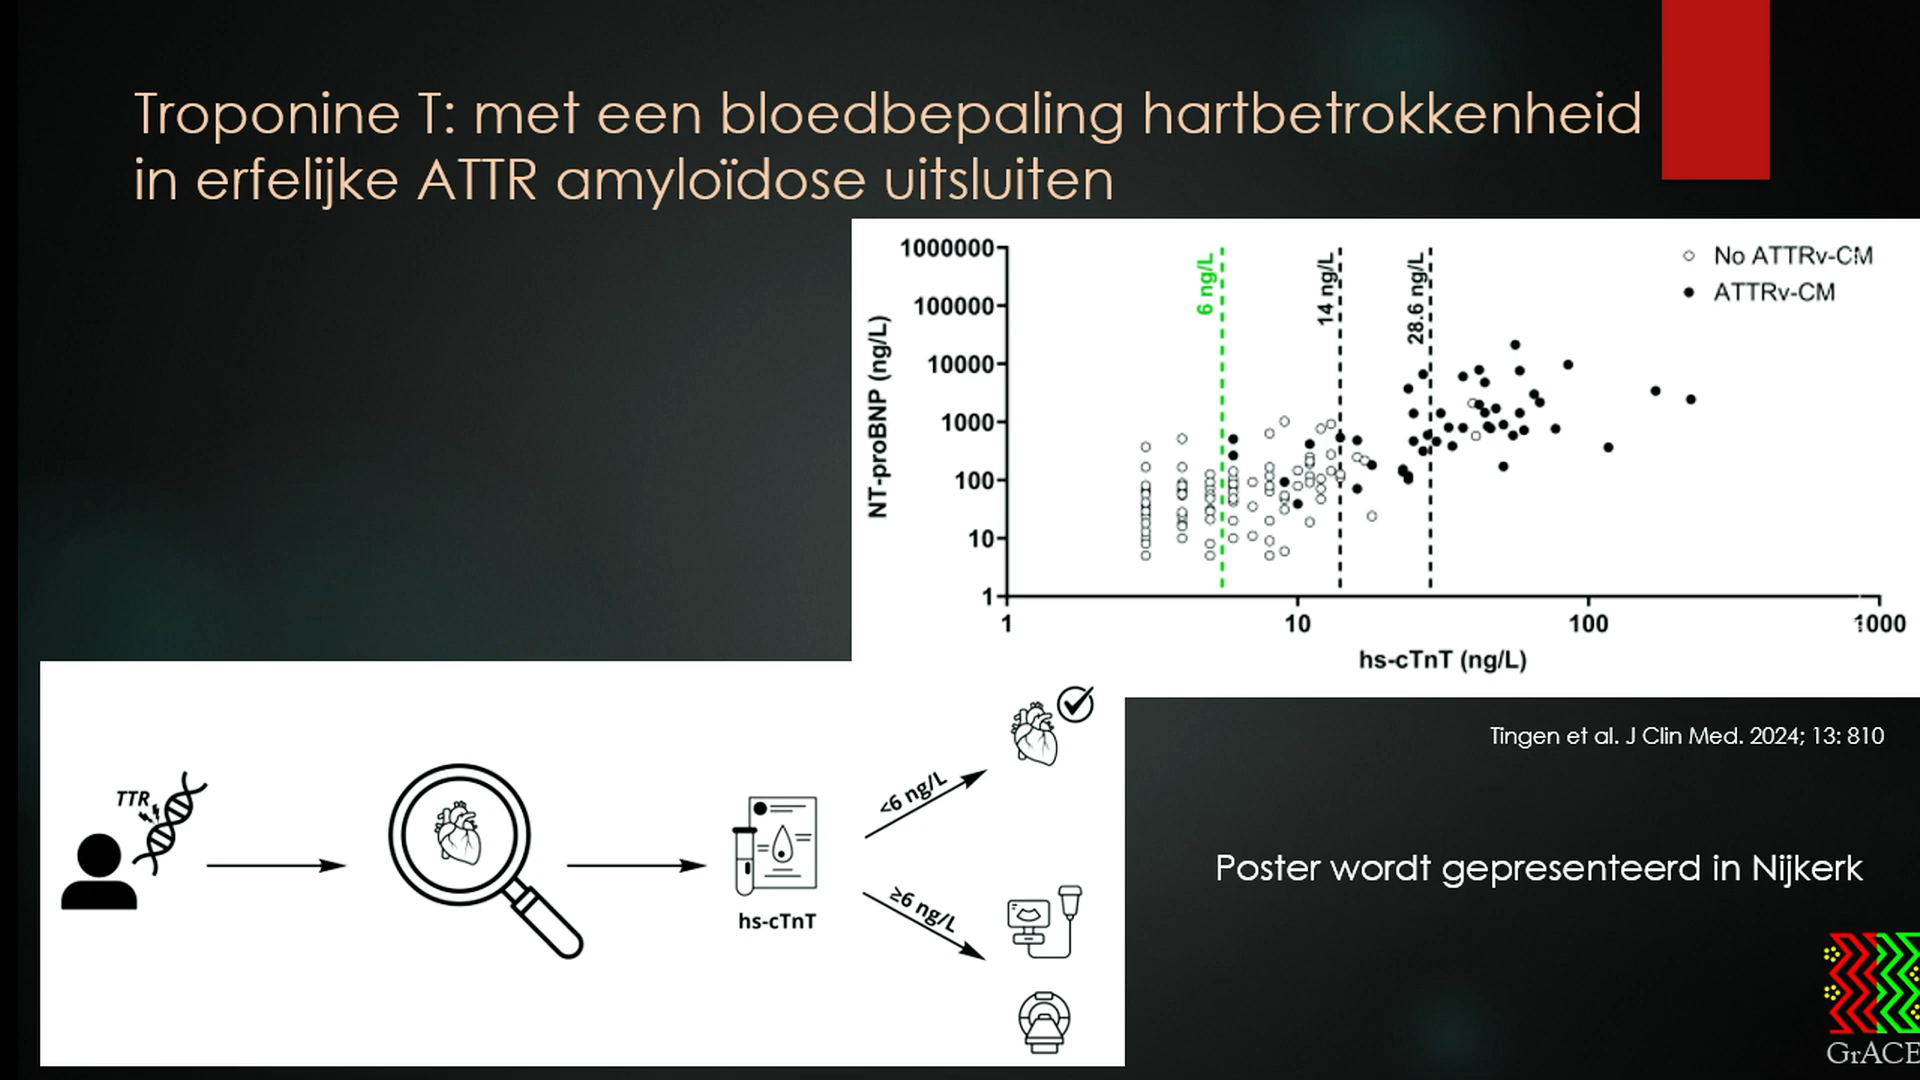 Troponine T: met een bloedbepaling hartbetrokkenheid
in erfelijke ATTR amyloïdose uitsluiten
1000000
100000
10000
1000
100
10
1
NT-proBNP (ng/L)
6 ng/L
14 ng/L
28.6 ng/L
No ATTRv-CM
ATTRv-CM
1
10
100
1000
hs-cTnT (ng/L)
Tingen et al. J Clin Med. 2024; 13: 810
TTR
hs-cTnT
<6 ng/L
≥6 ng/L
Poster wordt gepresenteerd in Nijkerk
GrACE